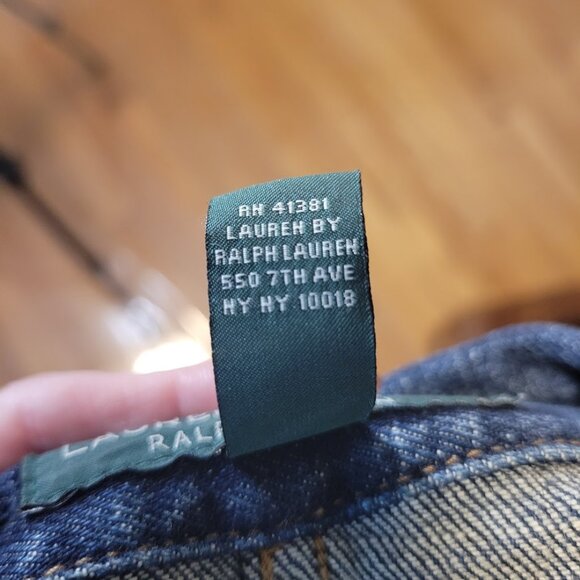 RN 41381
LAUREN BY
RALPH LAUREN
550 7TH AVE
NY NY 10018